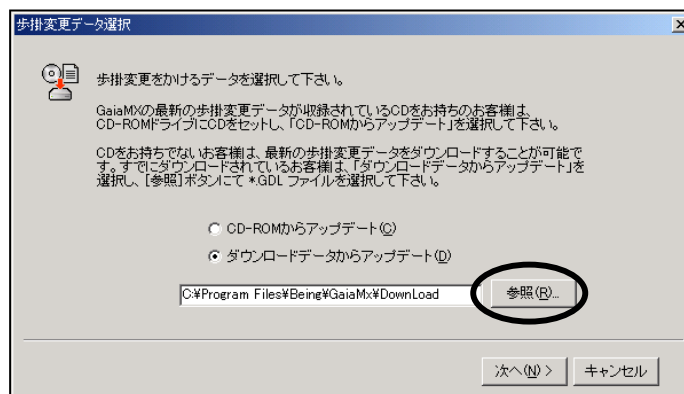 歩掛変更データ選択
歩掛変更をかけるデータを選択して下さい。
GaiaMXの最新の歩掛変更データが収録されているCDをお持ちのお客様は、
CD-ROMドライブにCDをセットし、「CD-ROMからアップデート」を選択して下さい。
CDをお持ちでないお客様は、最新の歩掛変更データをダウンロードすることが可能で
す。すでにダウンロードされているお客様は、「ダウンロードデータからアップデート」を
選択し、[参照]ボタンにて *.GDL ファイルを選択して下さい。
CD-ROMからアップデート(C)
ダウンロードデータからアップデート(D)
C:¥Program Files¥Being¥GaiaMx¥DownLoad
参照(R)...
次へ(N) >
キャンセル